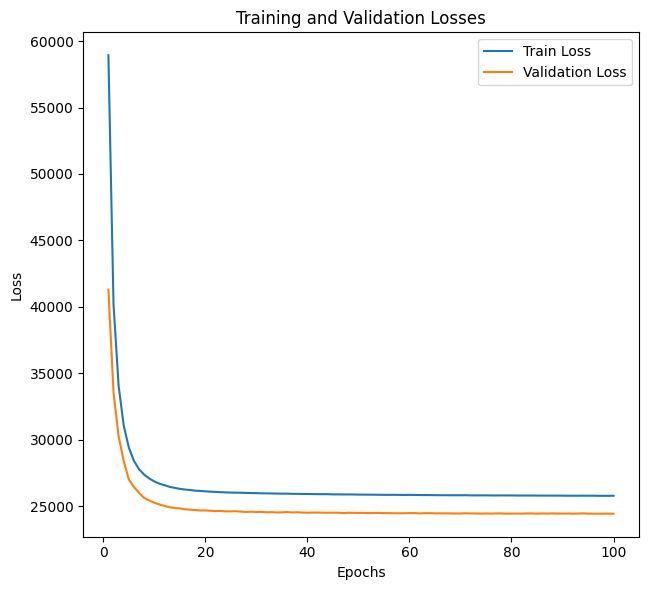 Training and Validation Losses
Train Loss
Validation Loss
60000
55000
50000
45000
40000
35000
30000
25000
Loss
0 20 40 60 80 100
Epochs